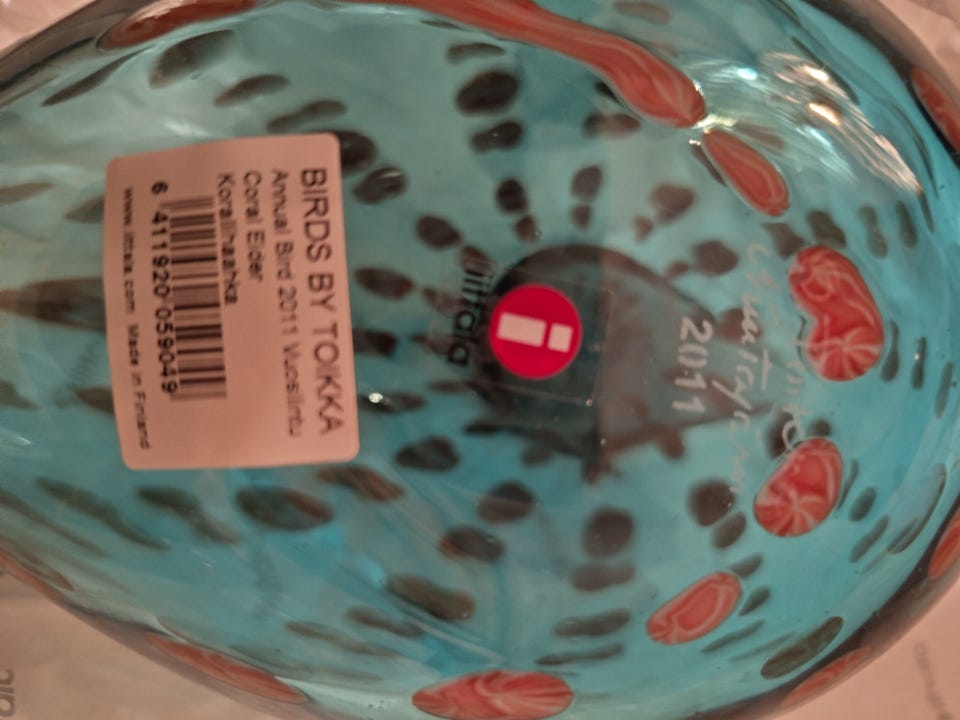 BIRDS BY TOIKKA
Annual Bird 2011 Vuosilintu
Coral Eider
Korallihaahka
6 411920 059049
www.iittala.com Made in Finland
i
iittala
Nuutajärvi
2011